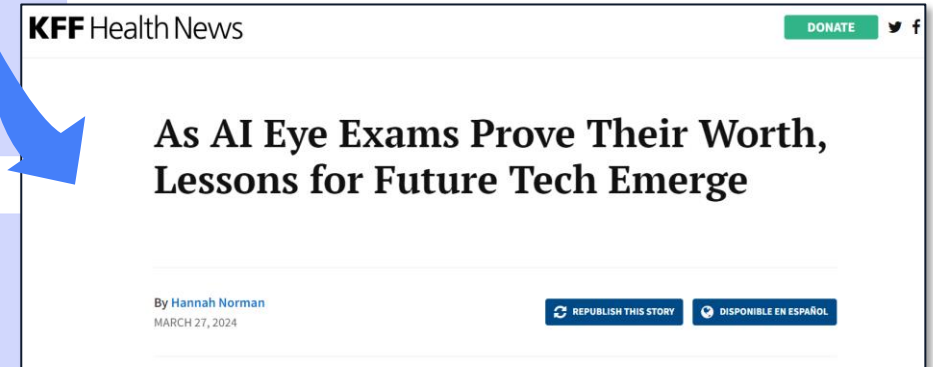 KFF Health News
DONATE
As AI Eye Exams Prove Their Worth,
Lessons for Future Tech Emerge
By Hannah Norman
MARCH 27, 2024
REPUBLISH THIS STORY
DISPONIBLE EN ESPAÑOL